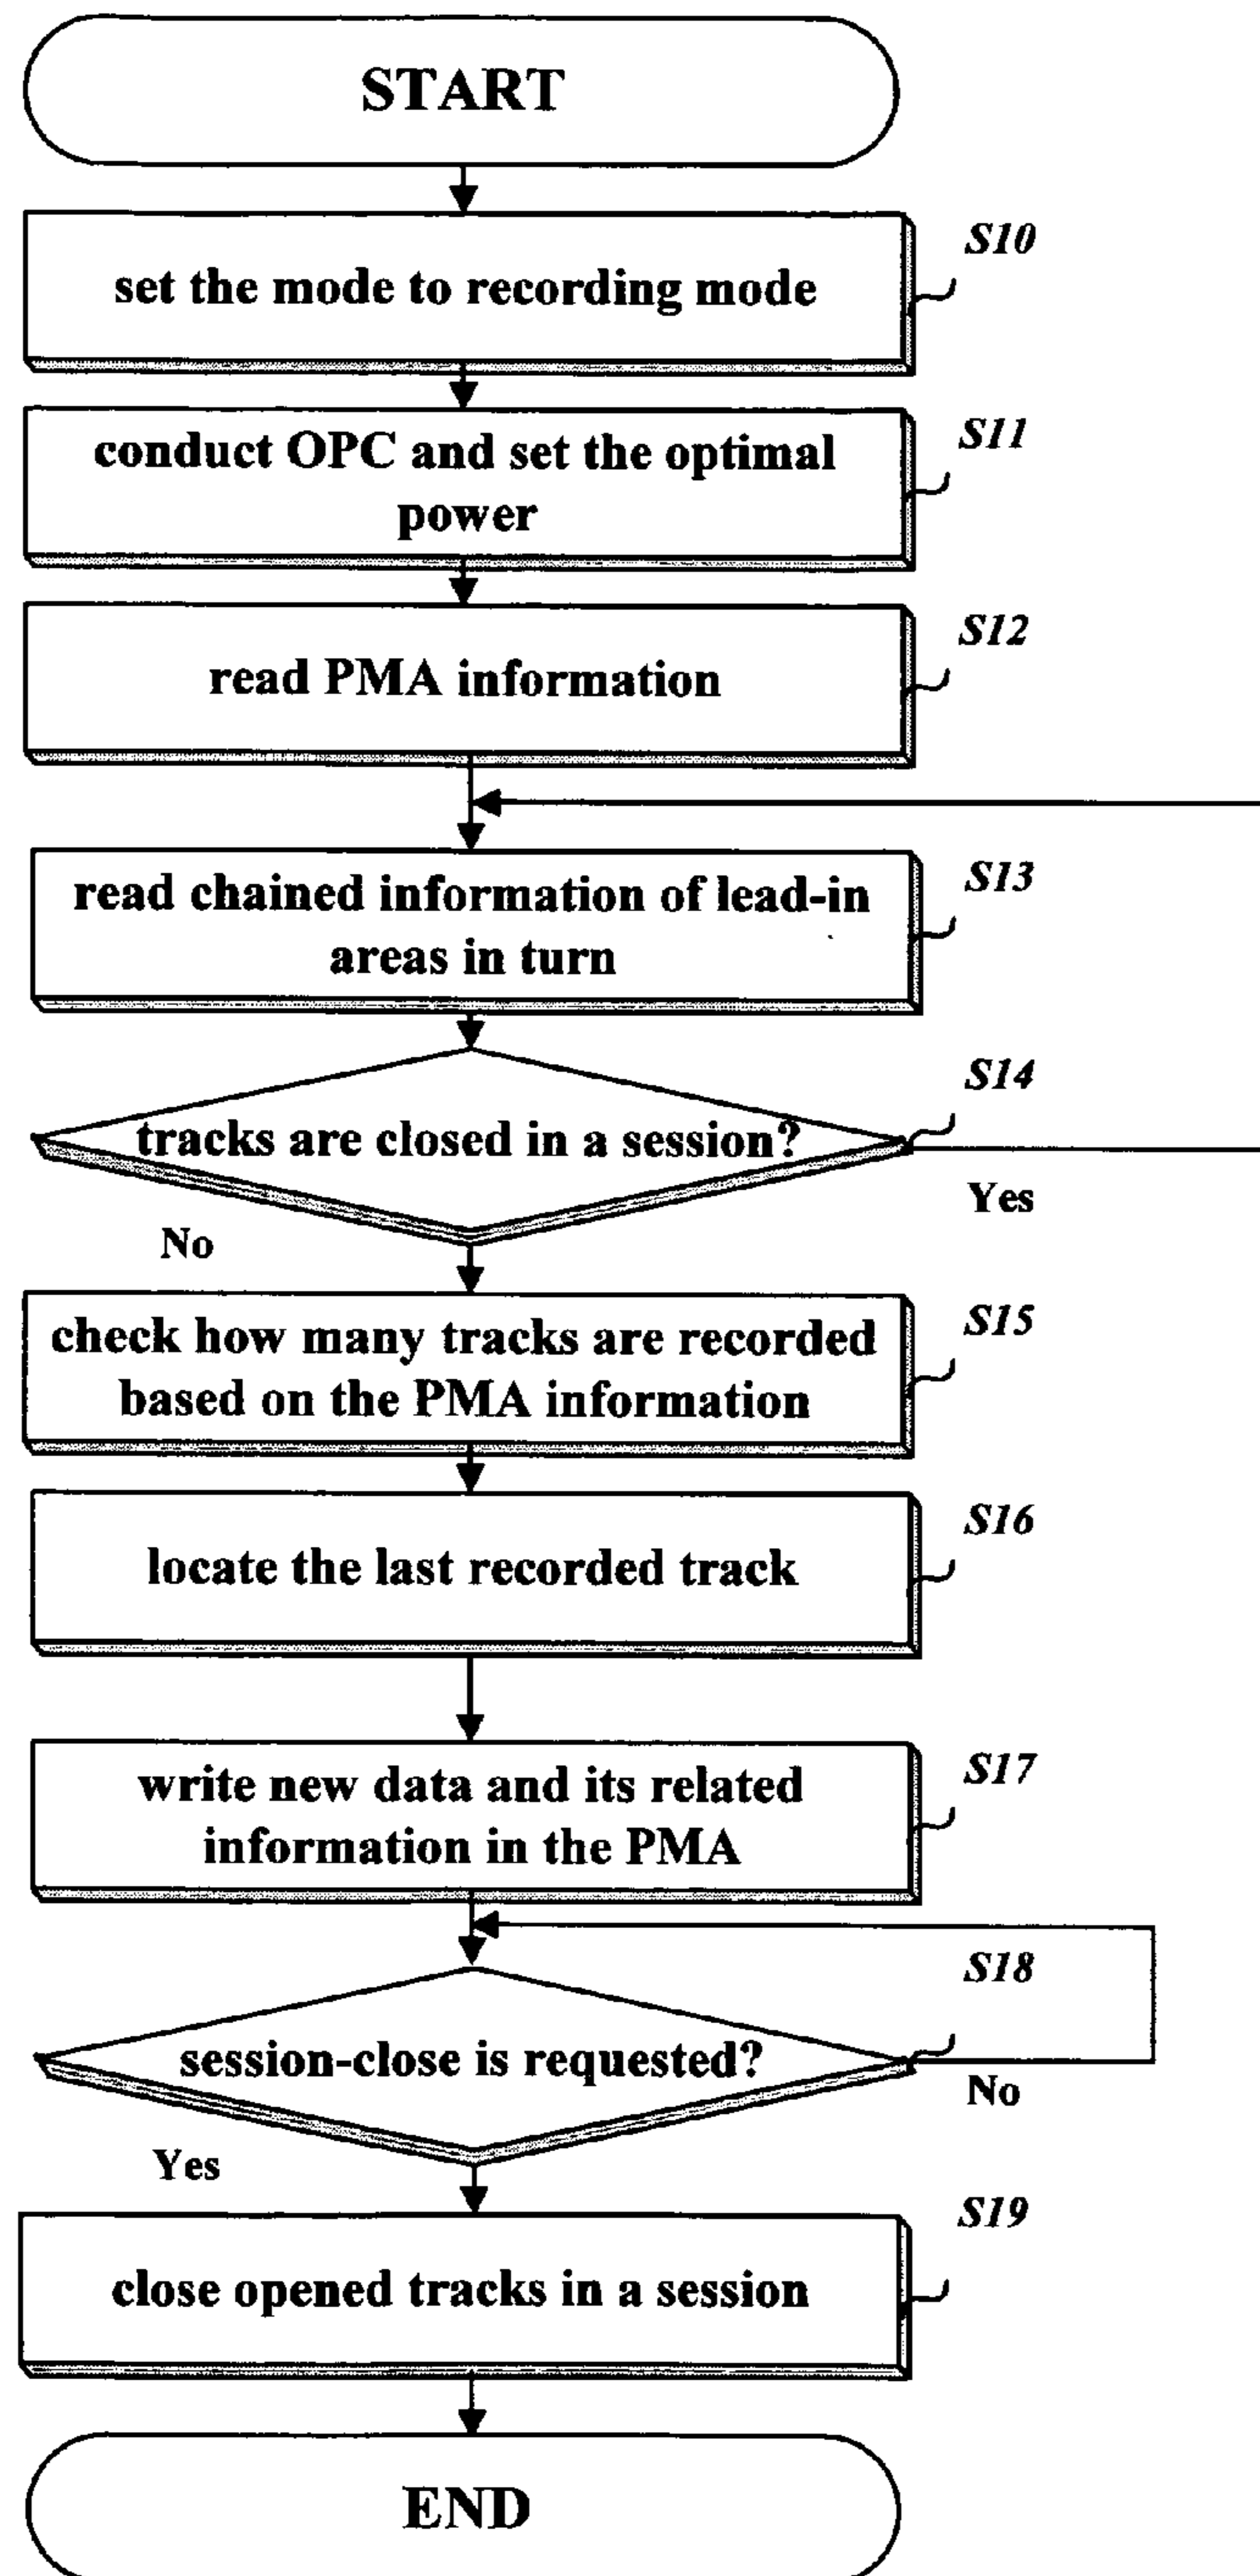 START
set the mode to recording mode
S10
conduct OPC and set the optimal
power
S11
read PMA information
S12
read chained information of lead-in
areas in turn
S13
tracks are closed in a session?
S14
Yes
No
check how many tracks are recorded
based on the PMA information
S15
locate the last recorded track
S16
write new data and its related
information in the PMA
S17
session-close is requested?
S18
No
Yes
close opened tracks in a session
S19
END